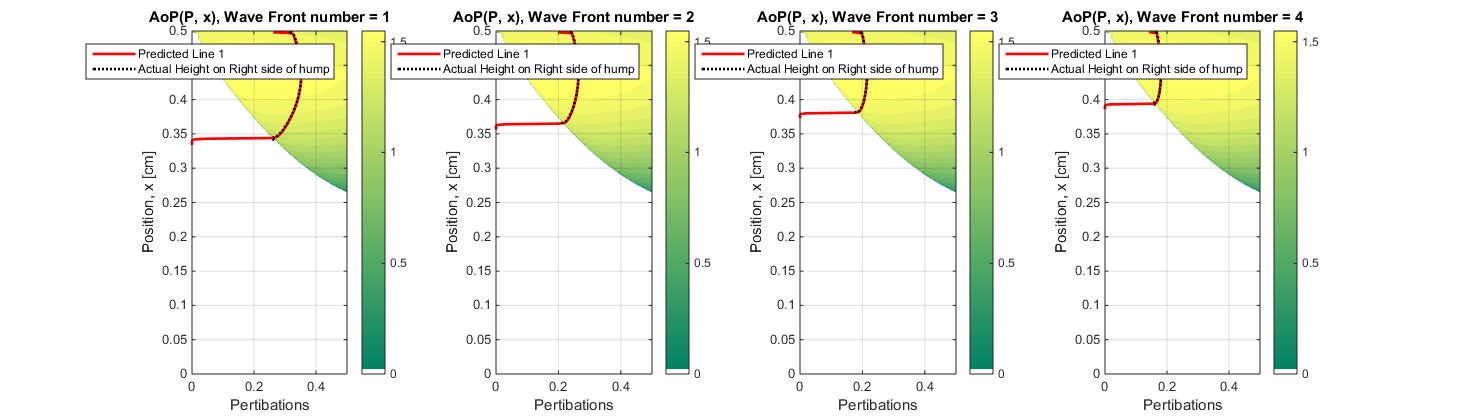 AoP(P, x), Wave Front number = 1
0.5
Predicted Line 1
Actual Height on Right side of hump
0.4
0.35
0.3
0.25
0.2
0.15
0.1
0.05
0
Position, x [cm]
0 0.2 0.4
Pertibations
1.5
1
0.5
0
AoP(P, x), Wave Front number = 2
0.5
Predicted Line 1
Actual Height on Right side of hump
0.4
0.35
0.3
0.25
0.2
0.15
0.1
0.05
0
Position, x [cm]
0 0.2 0.4
Pertibations
1.5
1
0.5
0
AoP(P, x), Wave Front number = 3
0.5
Predicted Line 1
Actual Height on Right side of hump
0.4
0.35
0.3
0.25
0.2
0.15
0.1
0.05
0
Position, x [cm]
0 0.2 0.4
Pertibations
1.5
1
0.5
0
AoP(P, x), Wave Front number = 4
0.5
Predicted Line 1
Actual Height on Right side of hump
0.4
0.35
0.3
0.25
0.2
0.15
0.1
0.05
0
Position, x [cm]
0 0.2 0.4
Pertibations
1.5
1
0.5
0